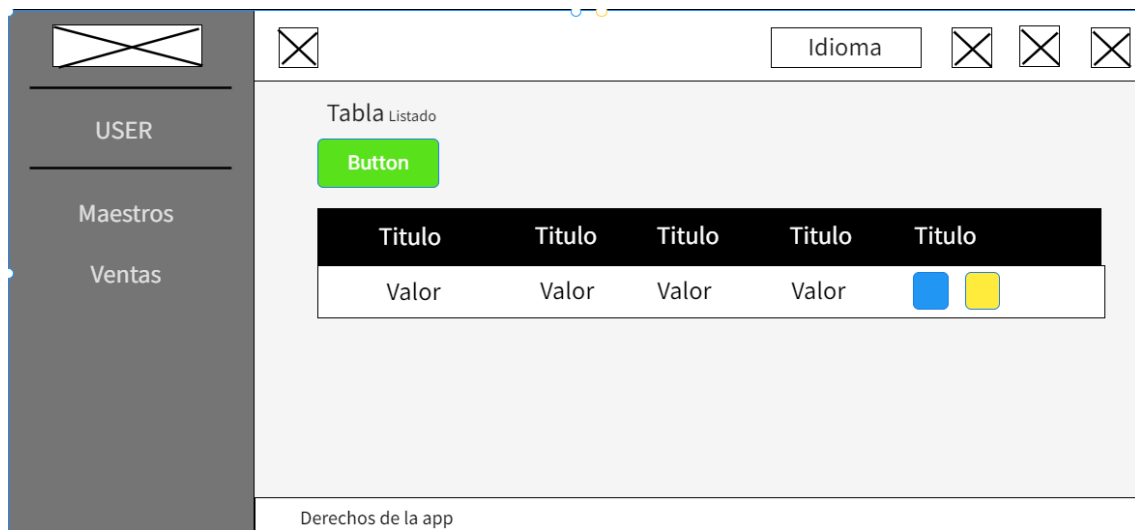 Idioma
USER
Maestros
Ventas
Tabla Listado
Button
Titulo Titulo Titulo Titulo Titulo
Valor Valor Valor Valor
Derechos de la app